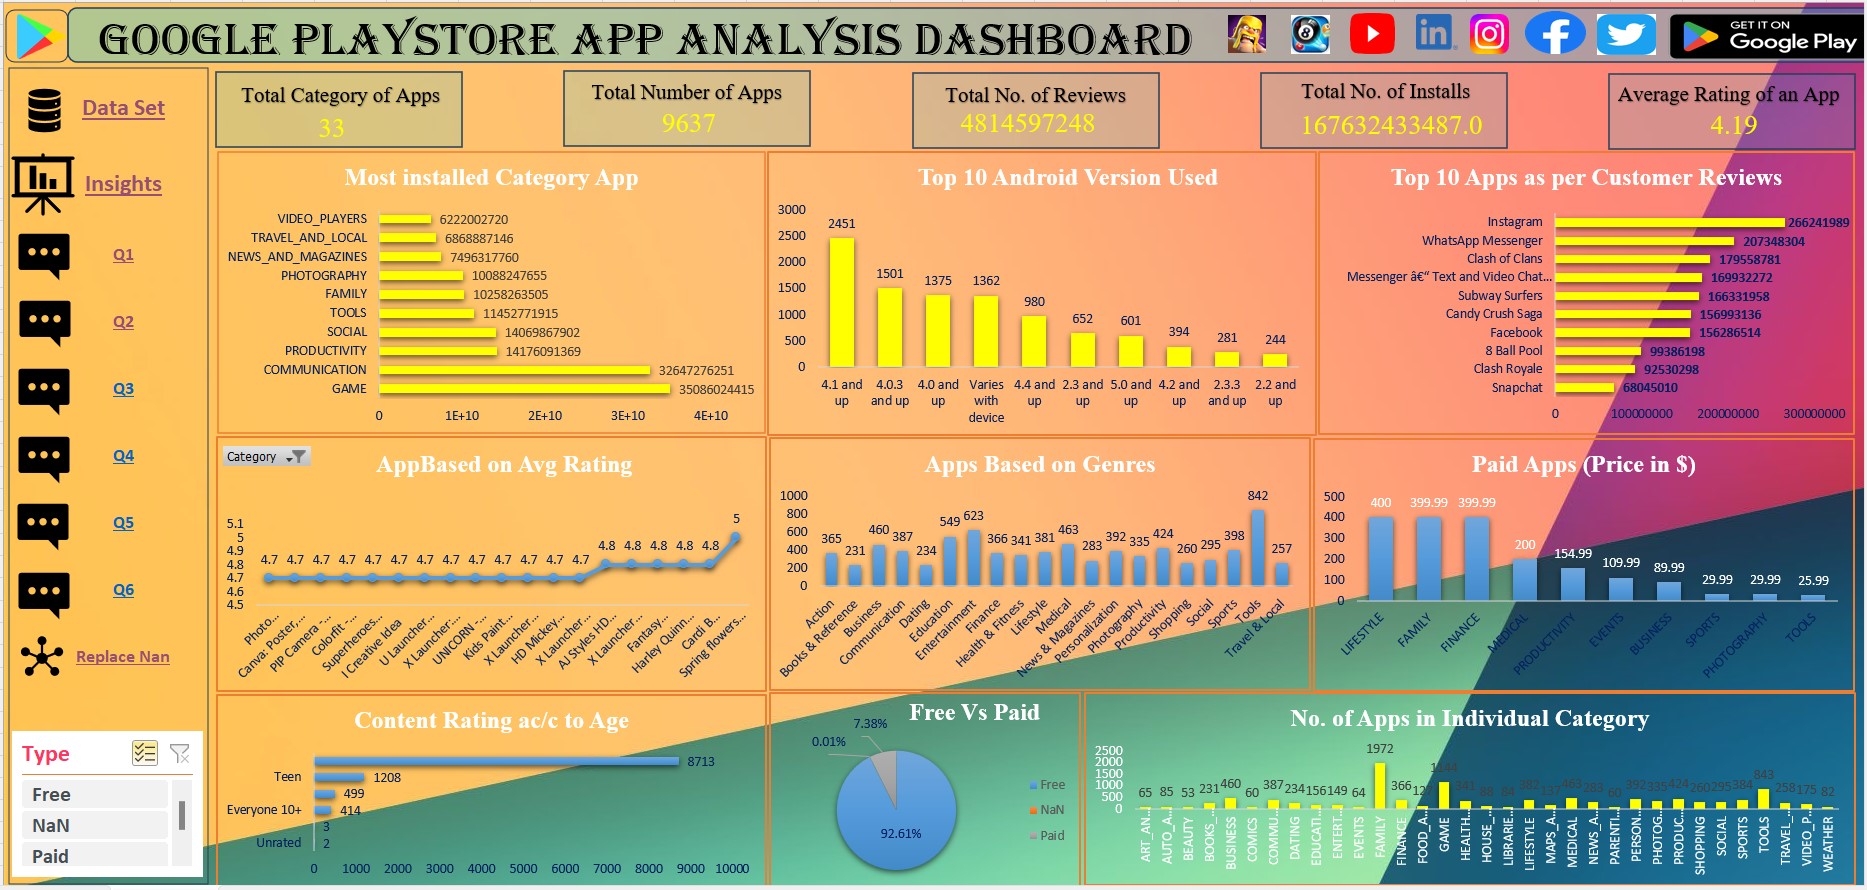 GOOGLE PLAYSTORE APP ANALYSIS DASHBOARD
GET IT ON
Google Play
Data Set
Insights
Q1
Q2
Q3
Q4
Q5
Q6
Replace Nan
Type
Free
NaN
Paid
Total Category of Apps
33
Total Number of Apps
9637
Total No. of Reviews
4814597248
Total No. of Installs
167632433487.0
Average Rating of an App
4.19
Most installed Category App
VIDEO_PLAYERS 6222002720
TRAVEL_AND_LOCAL 6868887146
NEWS_AND_MAGAZINES 7496317760
PHOTOGRAPHY 10088247655
FAMILY 10258263505
TOOLS 11452771915
SOCIAL 14069867902
PRODUCTIVITY 14176091369
COMMUNICATION 32647276251
GAME 35086024415
0 1E+10 2E+10 3E+10 4E+10
Top 10 Android Version Used
3000
2500
2000
1500
1000
500
0
2451 1501 1375 1362 980 652 601 394 281 244
4.1 and up
4.0.3 and up
4.0 and up
Varies with device
4.4 and up
2.3 and up
5.0 and up
4.2 and up
2.3.3 and up
2.2 and up
Top 10 Apps as per Customer Reviews
Instagram 266241989
WhatsApp Messenger 207348304
Clash of Clans 179558781
Messenger â€“ Text and Video Chat... 169932272
Subway Surfers 166331958
Candy Crush Saga 156993136
Facebook 156286514
8 Ball Pool 99386198
Clash Royale 92530298
Snapchat 68045010
0 100000000 200000000 300000000
Category
AppBased on Avg Rating
5.1
5
4.9
4.8
4.7
4.6
4.5
4.7 4.7 4.7 4.7 4.7 4.7 4.7 4.7 4.7 4.7 4.7 4.7 4.7 4.8 4.8 4.8 4.8 4.8 5
Photo...
Canva: Poster,...
PIP Camera -...
Colorfit -...
Superheroes...
I Creative Idea
U Launcher...
X Launcher:...
UNICORN -...
Kids Paint...
X Launcher...
HD Mickey...
X Launcher...
AJ Styles HD...
X Launcher...
Fantasy...
Harley Quinn...
Cardi B...
Spring flowers...
Apps Based on Genres
1000
800
600
400
200
0
365 231 460 387 234 549 623 366 341 381 463 283 392 335 424 260 295 398 842 257
Action
Books & Reference
Business
Communication
Dating
Education
Entertainment
Finance
Health & Fitness
Lifestyle
Medical
News & Magazines
Personalization
Photography
Productivity
Shopping
Social
Sports
Tools
Travel & Local
Paid Apps (Price in $)
500
400
300
200
100
0
400 399.99 399.99 200 154.99 109.99 89.99 29.99 29.99 25.99
LIFESTYLE
FAMILY
FINANCE
MEDICAL
PRODUCTIVITY
EVENTS
BUSINESS
SPORTS
PHOTOGRAPHY
TOOLS
Content Rating ac/c to Age
8713
Teen 1208
499
Everyone 10+ 414
3
Unrated 2
0 1000 2000 3000 4000 5000 6000 7000 8000 9000 10000
Free Vs Paid
7.38%
0.01%
92.61%
Free
NaN
Paid
No. of Apps in Individual Category
2500
2000
1500
1000
500
0
65 85 53 231 460 60 387 234 156 149 64 1972 366 1144 341 88 84 382 137 463 283 60 392 335 424 260 295 384 843 258 175 82
ART_AN...
AUTO_A...
BEAUTY
BOOKS_...
BUSINESS
COMICS
COMMU...
DATING
EDUCATI...
ENTERT...
EVENTS
FAMILY
FINANCE
FOOD_A...
GAME
HEALTH...
HOUSE_...
LIBRARIE...
LIFESTYLE
MAPS_A...
MEDICAL
NEWS_A...
PARENTI...
PERSON...
PHOTOG...
PRODUC...
SHOPPING
SOCIAL
SPORTS
TOOLS
TRAVEL_...
VIDEO_P...
WEATHER